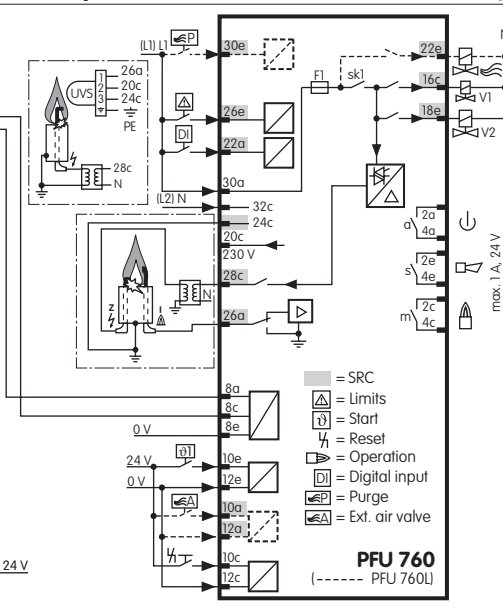 (L1) L1
P
30e
22e
N
26a
20c
24c
PE
UVS
1
2
3
F1
sk1
16c
V1
18e
V2
26e
DI
22a
30a
(L2) N
32c
24c
20c
230 V
28c
N
28c
N
Z
I
26a
2a
4a
a
2e
4e
s
2c
4c
m
max. 1 A, 24 V
8a
8c
8e
0 V
24 V
ϑ1
10e
0 V
12e
A
10a
12a
10c
12c
24 V
= SRC
= Limits
ϑ = Start
= Reset
= Operation
DI = Digital input
P = Purge
A = Ext. air valve
PFU 760
(------ PFU 760L)